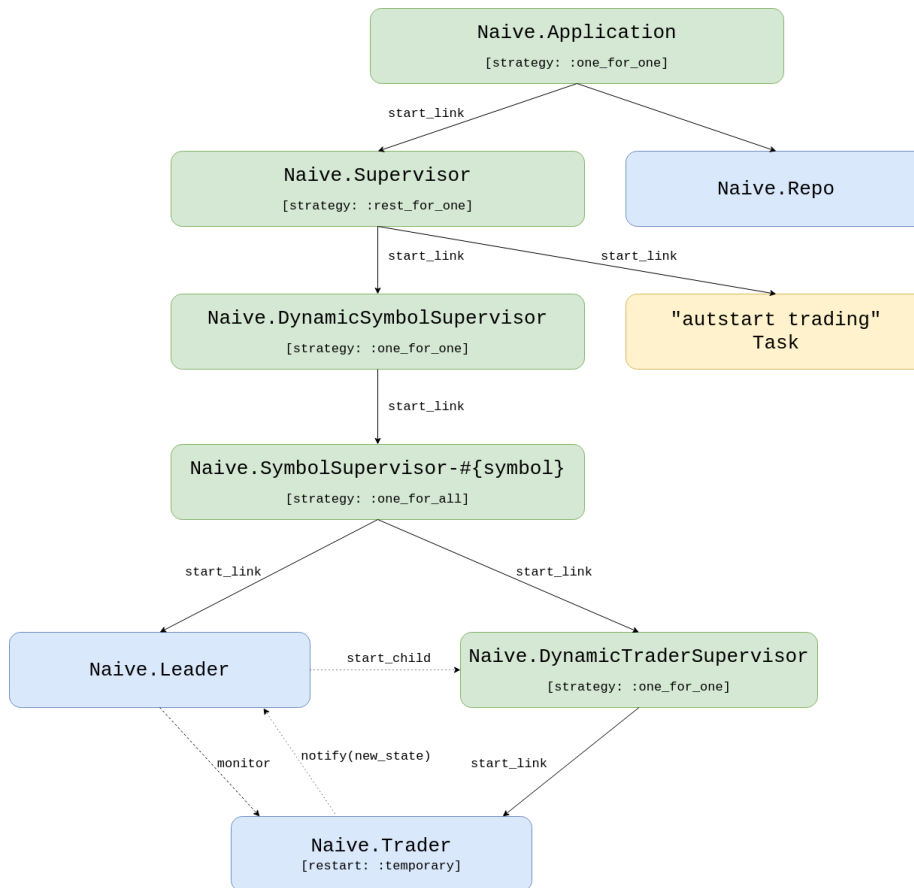 Naive.Application
[strategy: :one_for_one]
start_link
Naive.Supervisor
[strategy: :rest_for_one]
Naive.Repo
start_link
start_link
Naive.DynamicSymbolSupervisor
[strategy: :one_for_one]
"autstart trading"
Task
start_link
Naive.SymbolSupervisor-#{symbol}
[strategy: :one_for_all]
start_link
start_link
Naive.Leader
start_child
Naive.DynamicTraderSupervisor
[strategy: :one_for_one]
monitor
notify(new_state)
start_link
Naive.Trader
[restart: :temporary]